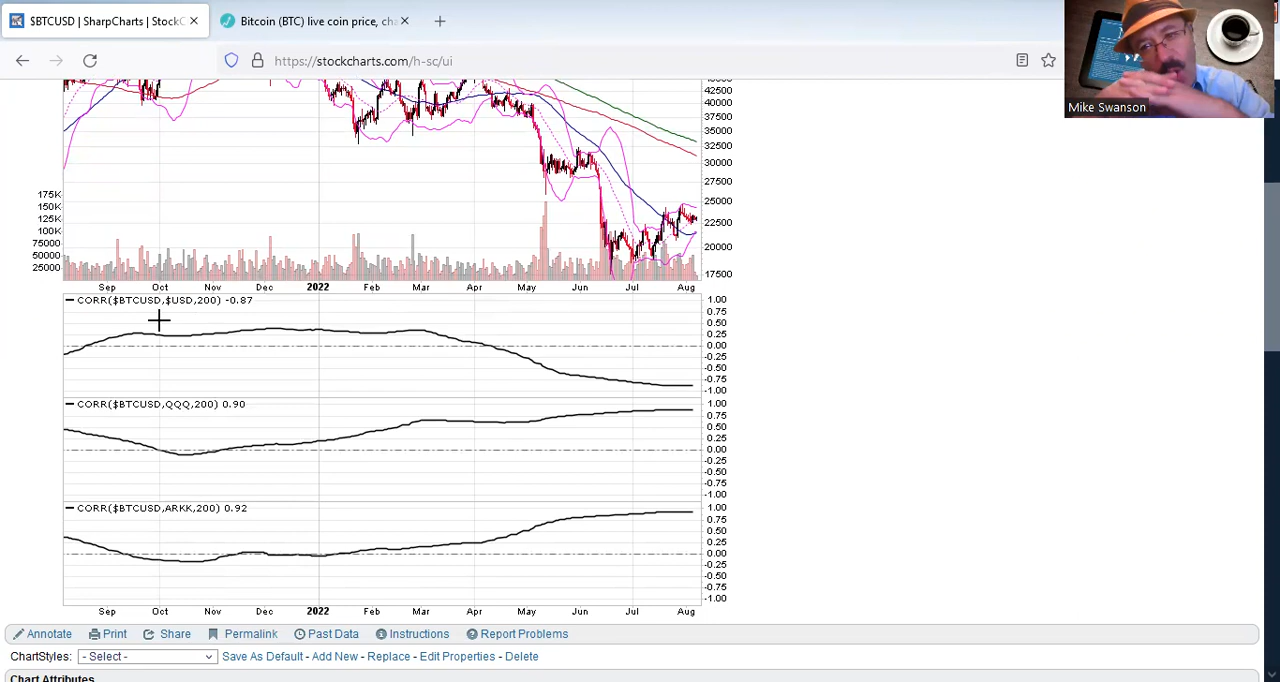 $BTCUSD | SharpCharts | StockC
Bitcoin (BTC) live coin price, cha
https://stockcharts.com/h-sc/ui
Mike Swanson
45000
42500
40000
37500
35000
32500
30000
27500
25000
22500
20000
17500
175K
150K
125K
100K
75000
50000
25000
Sep Oct Nov Dec 2022 Feb Mar Apr May Jun Jul Aug
CORR($BTCUSD,$USD,200) -0.87
1.00
0.75
0.50
0.25
0.00
-0.25
-0.50
-0.75
-1.00
CORR($BTCUSD,QQQ,200) 0.90
1.00
0.75
0.50
0.25
0.00
-0.25
-0.50
-0.75
-1.00
CORR($BTCUSD,ARKK,200) 0.92
1.00
0.75
0.50
0.25
0.00
-0.25
-0.50
-0.75
-1.00
Sep Oct Nov Dec 2022 Feb Mar Apr May Jun Jul Aug
Annotate Print Share Permalink Past Data Instructions Report Problems
ChartStyles: - Select - Save As Default - Add New - Replace - Edit Properties - Delete
Chart Attributes